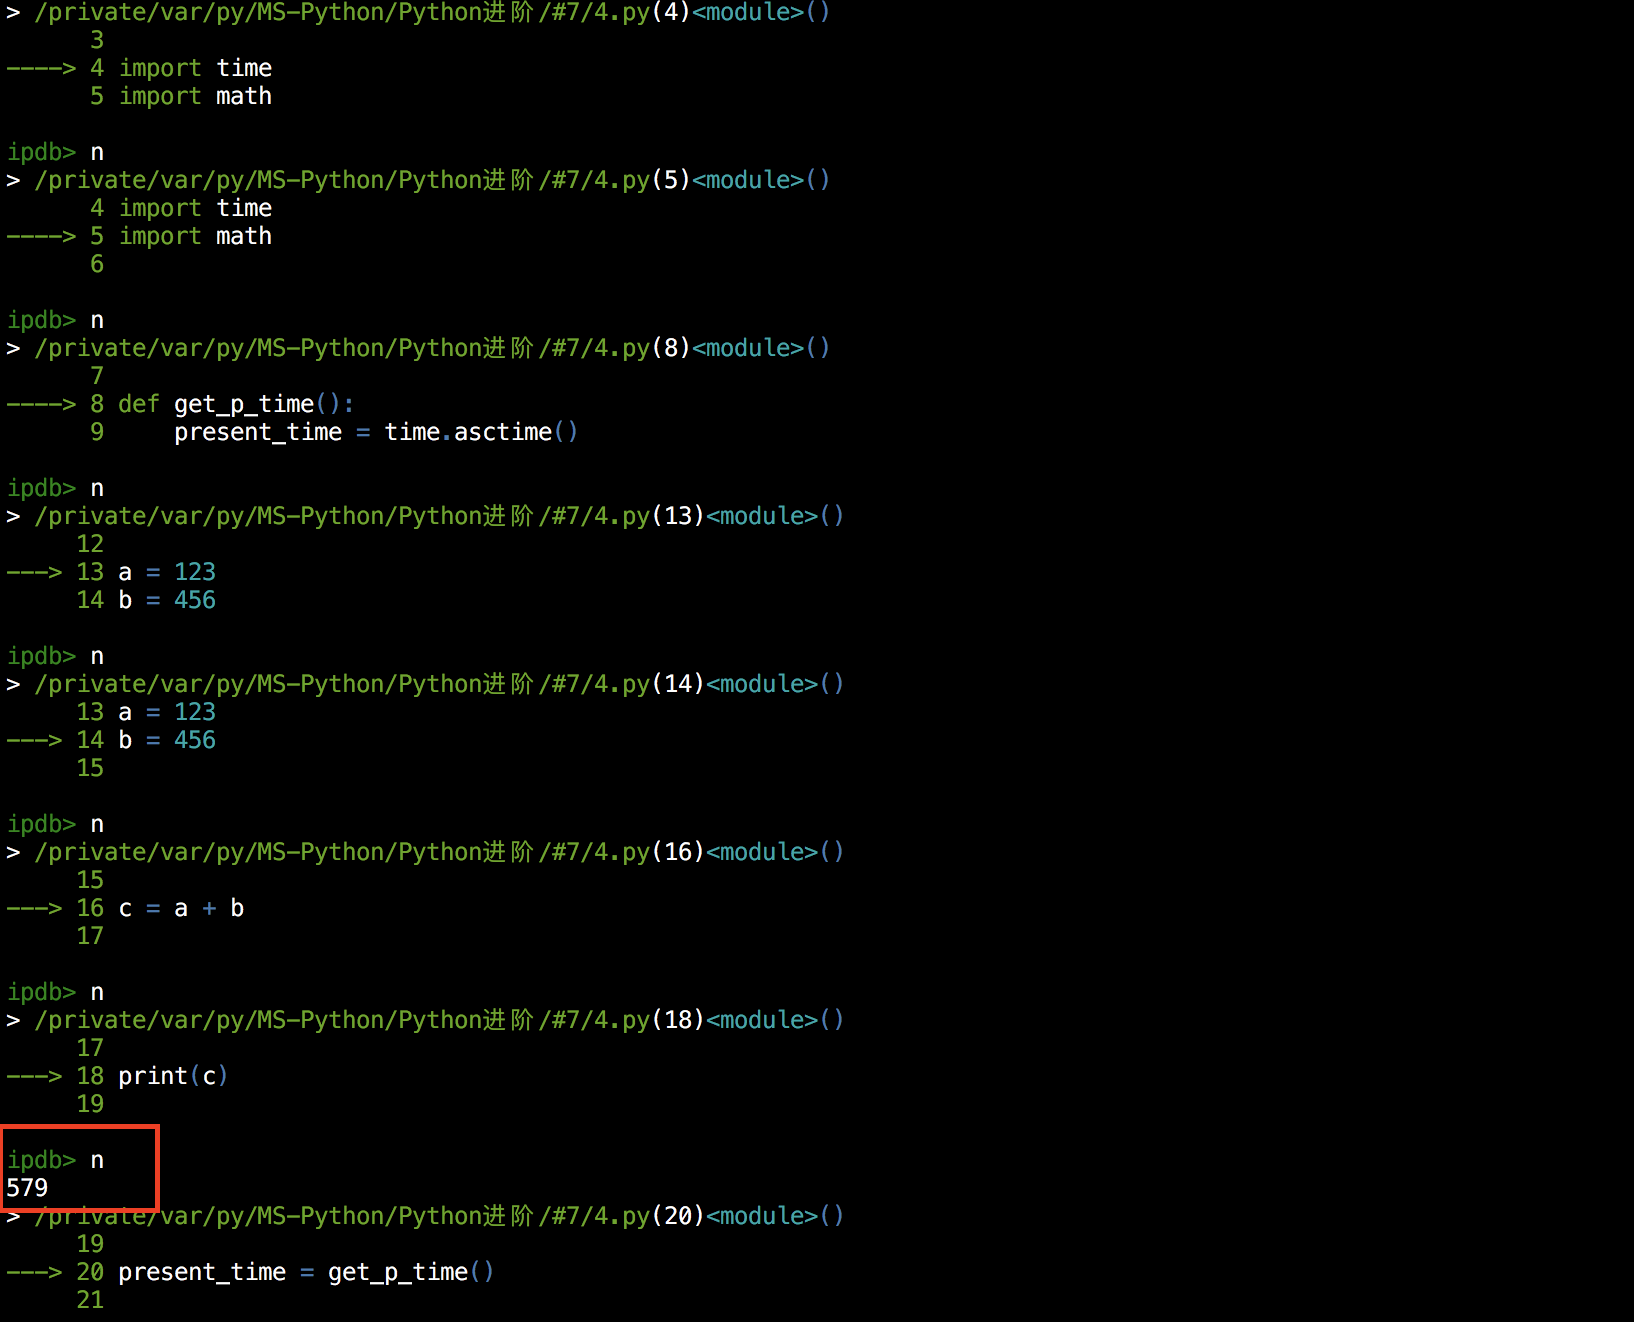 > /private/var/py/MS-Python/Python进阶/#7/4.py(4)<module>()
      3
----> 4 import time
      5 import math

ipdb> n
> /private/var/py/MS-Python/Python进阶/#7/4.py(5)<module>()
      4 import time
----> 5 import math
      6

ipdb> n
> /private/var/py/MS-Python/Python进阶/#7/4.py(8)<module>()
      7
----> 8 def get_p_time():
      9     present_time = time.asctime()

ipdb> n
> /private/var/py/MS-Python/Python进阶/#7/4.py(13)<module>()
     12
---> 13 a = 123
     14 b = 456

ipdb> n
> /private/var/py/MS-Python/Python进阶/#7/4.py(14)<module>()
     13 a = 123
---> 14 b = 456
     15

ipdb> n
> /private/var/py/MS-Python/Python进阶/#7/4.py(16)<module>()
     15
---> 16 c = a + b
     17

ipdb> n
> /private/var/py/MS-Python/Python进阶/#7/4.py(18)<module>()
     17
---> 18 print(c)
     19

ipdb> n
579
> /private/var/py/MS-Python/Python进阶/#7/4.py(20)<module>()
     19
---> 20 present_time = get_p_time()
     21